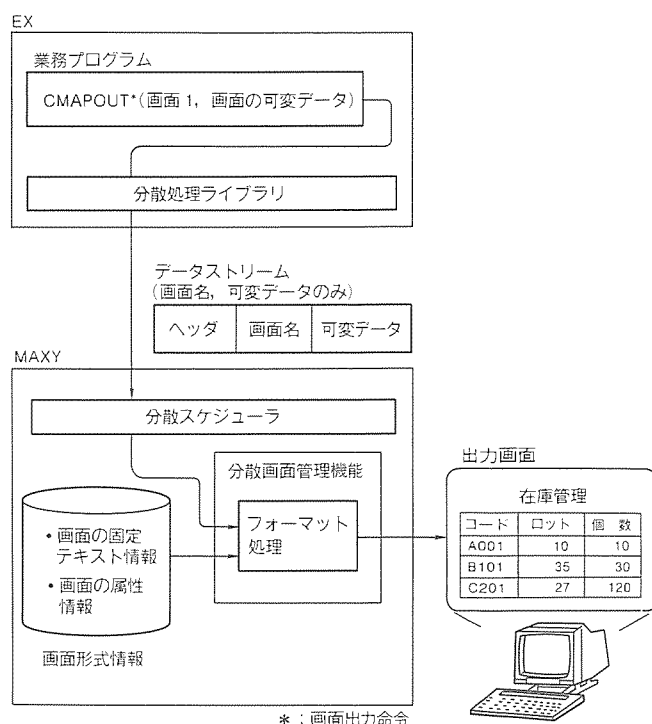 EX
業務プログラム
CMAPOUT*(画面 1, 画面の可変データ)
分散処理ライブラリ
データストリーム
(画面名, 可変データのみ)
ヘッダ 画面名 可変データ
MAXY
分散スケジューラ
分散画面管理機能
フォーマット
処理
・画面の固定
テキスト情報
・画面の属性
情報
画面形式情報
出力画面
在庫管理
コード ロット 個 数
A001 10 10
B101 35 30
C201 27 120
* : 画面出力命令